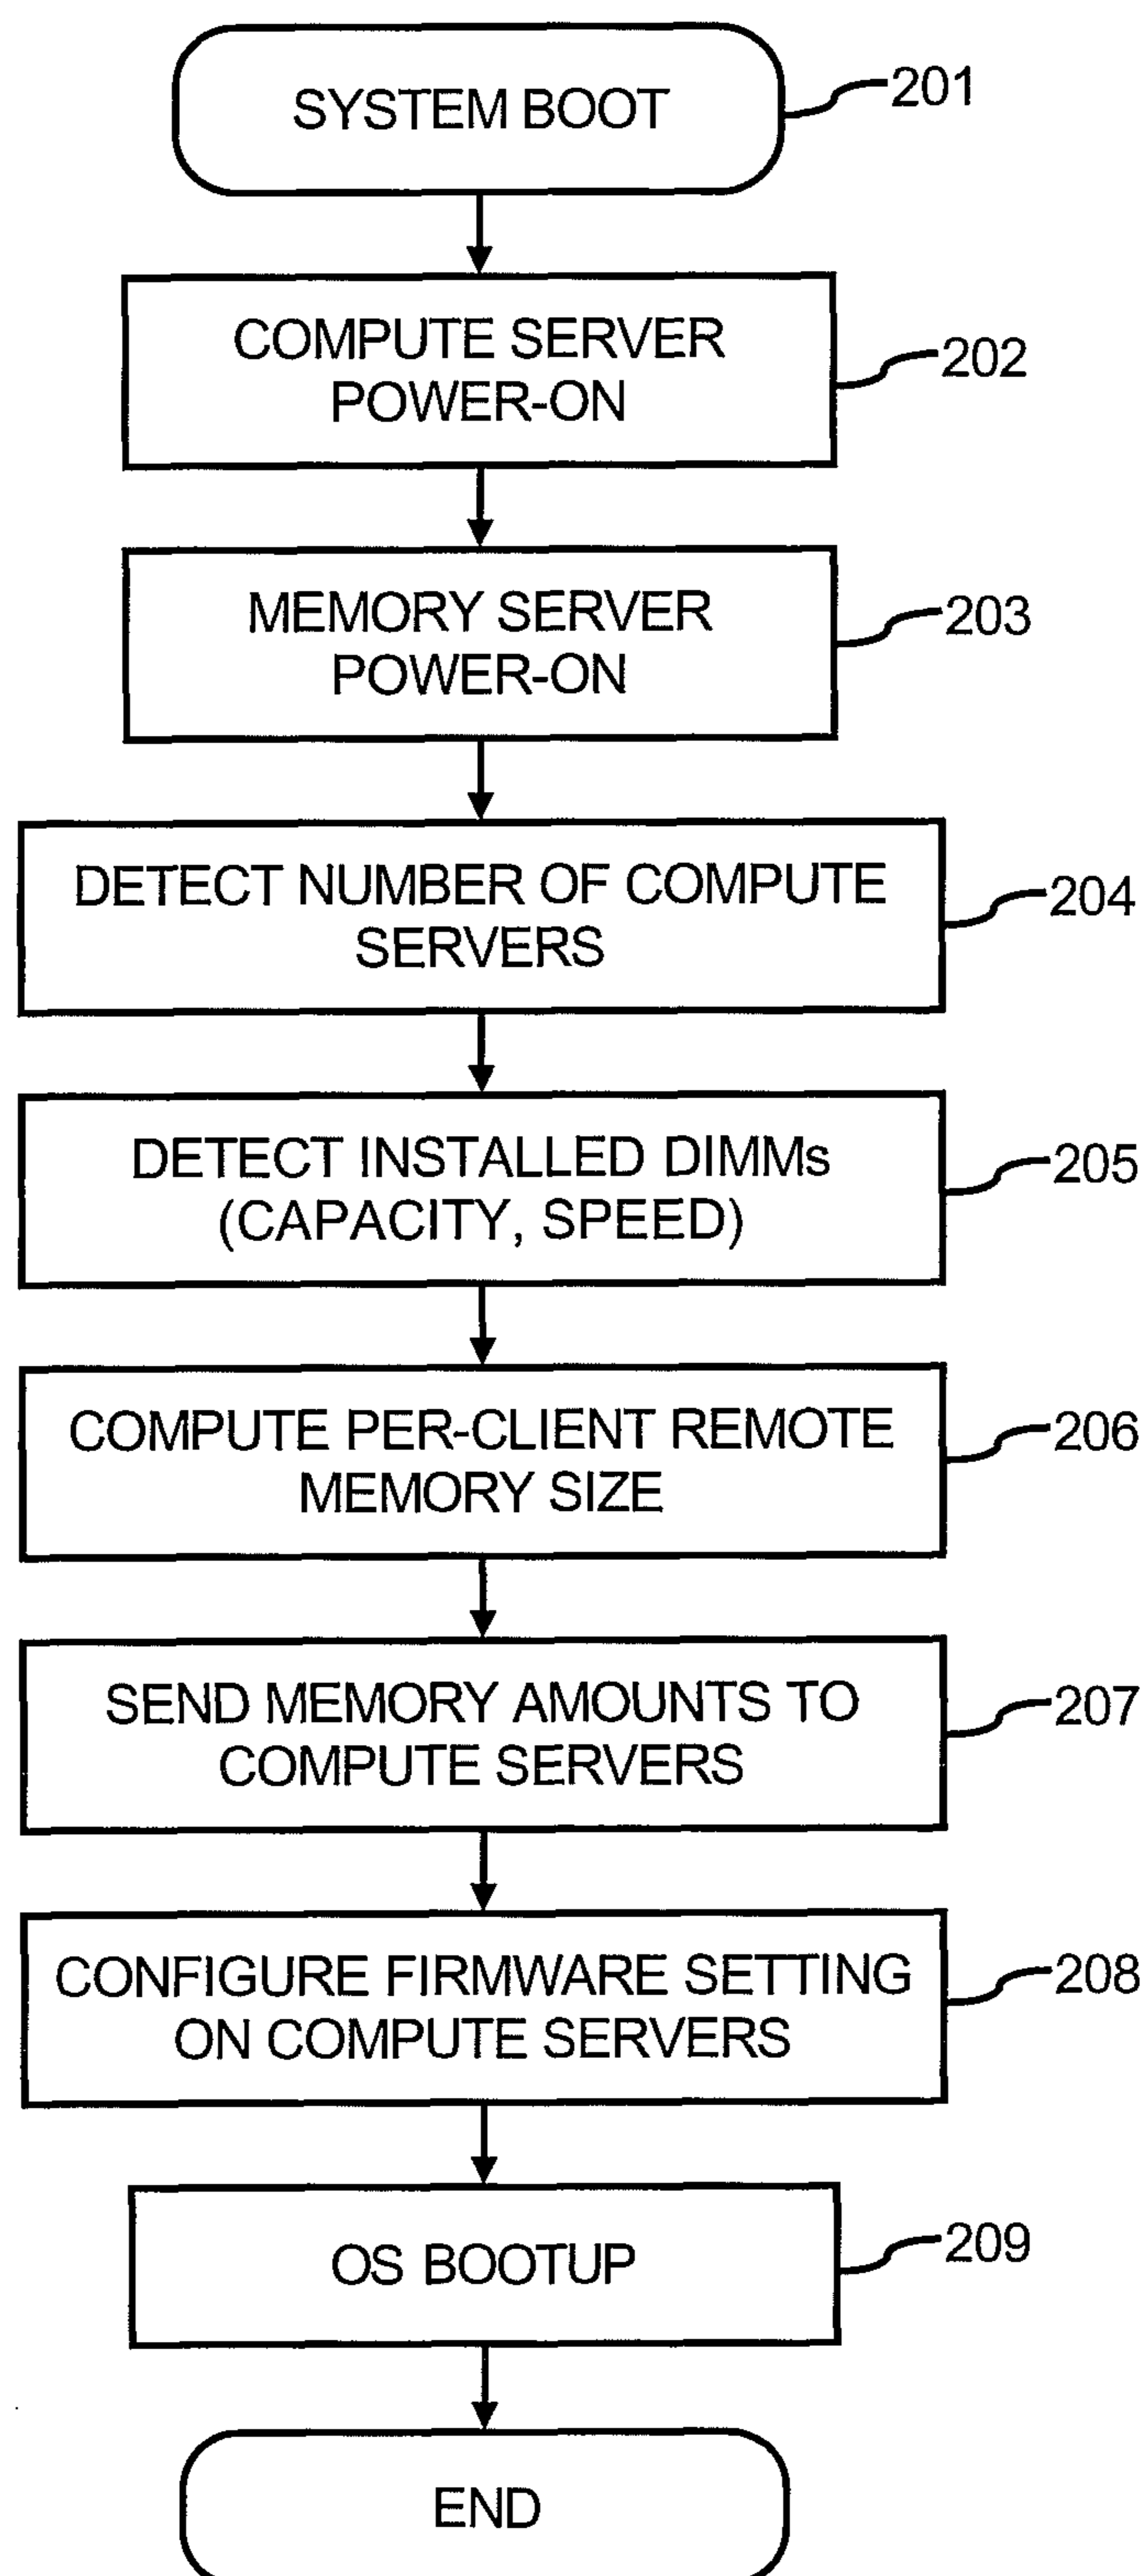 SYSTEM BOOT
201
COMPUTE SERVER
POWER-ON
202
MEMORY SERVER
POWER-ON
203
DETECT NUMBER OF COMPUTE
SERVERS
204
DETECT INSTALLED DIMMs
(CAPACITY, SPEED)
205
COMPUTE PER-CLIENT REMOTE
MEMORY SIZE
206
SEND MEMORY AMOUNTS TO
COMPUTE SERVERS
207
CONFIGURE FIRMWARE SETTING
ON COMPUTE SERVERS
208
OS BOOTUP
209
END